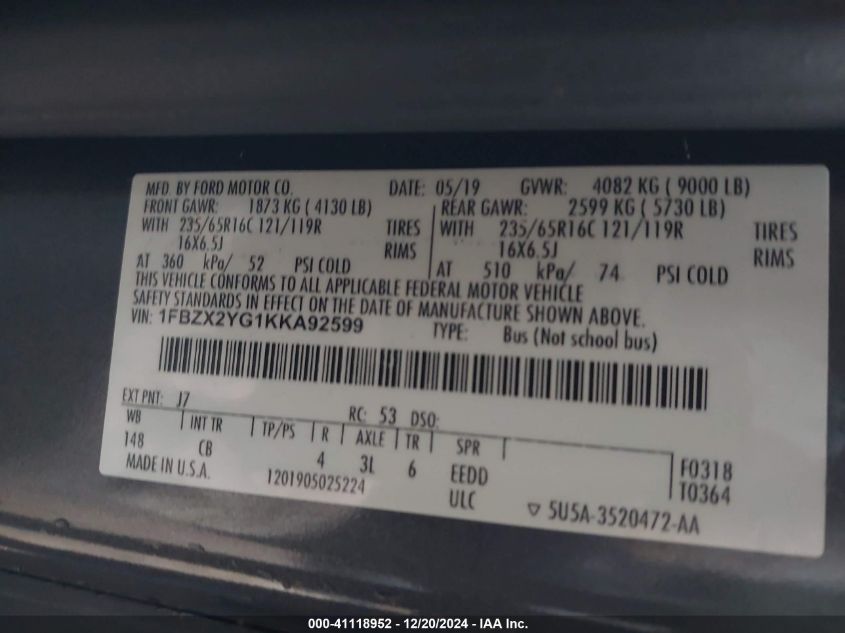 MFD. BY FORD MOTOR CO. DATE: 05/19 GVWR: 4082 KG ( 9000 LB)
FRONT GAWR: 1873 KG ( 4130 LB) REAR GAWR: 2599 KG ( 5730 LB)
WITH 235/65R16C 121/119R TIRES WITH 235/65R16C 121/119R TIRES
16X6.5J RIMS 16X6.5J RIMS
AT 360 kPa/ 52 PSI COLD AT 510 kPa/ 74 PSI COLD
THIS VEHICLE CONFORMS TO ALL APPLICABLE FEDERAL MOTOR VEHICLE
SAFETY STANDARDS IN EFFECT ON THE DATE OF MANUFACTURE SHOWN ABOVE.
VIN: 1FBZX2YG1KKA92599 TYPE: Bus (Not school bus)
EXT PNT: J7 RC: 53 DSO:
WB INT TR TP/PS R AXLE TR SPR
148 CB 4 3L 6 EEDD F0318
MADE IN U.S.A. 1201905025224 ULC T0364
▽ 5U5A-3520472-AA
000-41118952 - 12/20/2024 - IAA Inc.